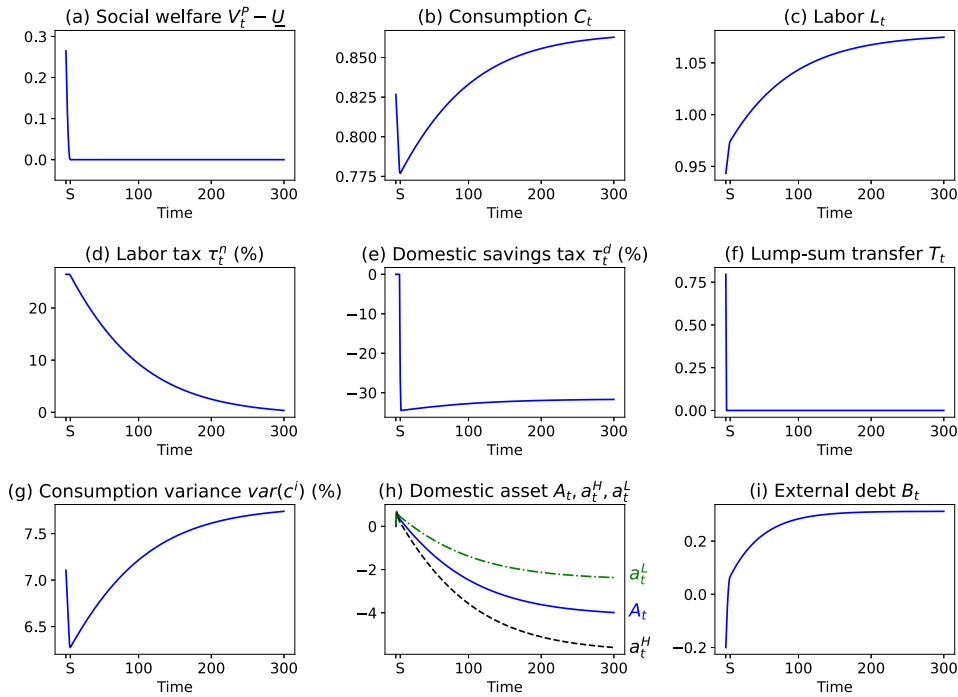 (a) Social welfare $V_t^P - \underline{U}$
0.3
0.2
0.1
0.0
S 100 200 300
Time
(b) Consumption $C_t$
0.850
0.825
0.800
0.775
S 100 200 300
Time
(c) Labor $L_t$
1.05
1.00
0.95
S 100 200 300
Time
(d) Labor tax $\tau_t^n$ (%)
20
10
0
S 100 200 300
Time
(e) Domestic savings tax $\tau_t^d$ (%)
0
−10
−20
−30
S 100 200 300
Time
(f) Lump-sum transfer $T_t$
0.75
0.50
0.25
0.00
S 100 200 300
Time
(g) Consumption variance $var(c^i)$ (%)
7.5
7.0
6.5
S 100 200 300
Time
(h) Domestic asset $A_t, a_t^H, a_t^L$
0
−2
−4
$a_t^L$
$A_t$
$a_t^H$
S 100 200 300
Time
(i) External debt $B_t$
0.2
0.0
−0.2
S 100 200 300
Time